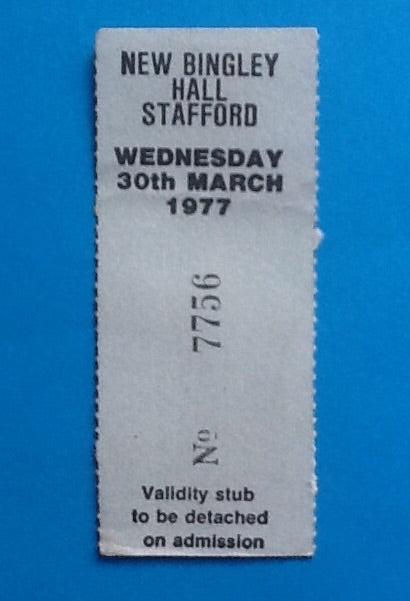 NEW BINGLEY
HALL
STAFFORD
WEDNESDAY
30th MARCH
1977
Nº 7756
Validity stub
to be detached
on admission